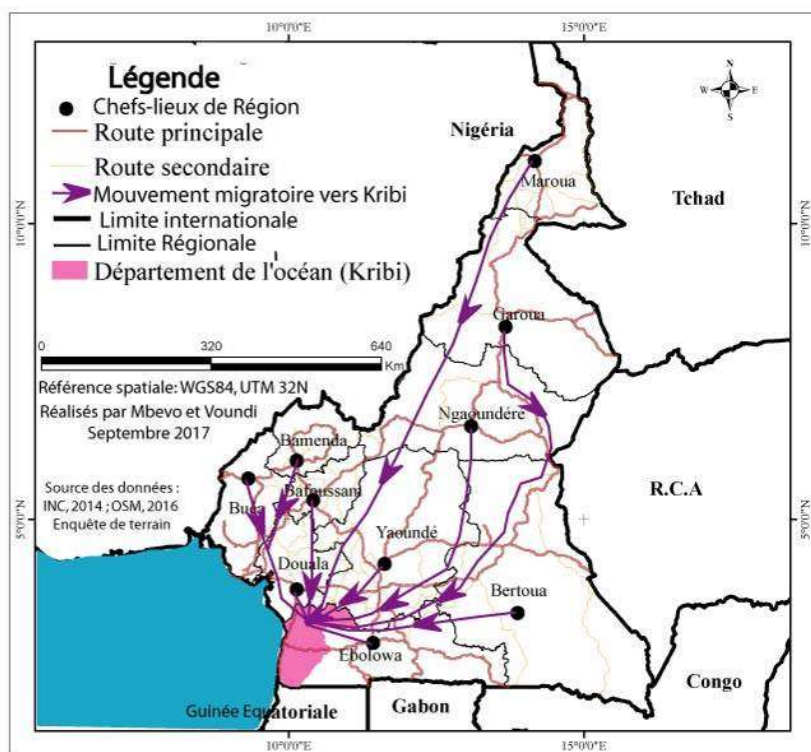 10°0'0"E
15°0'0"E
Légende
Chefs-lieux de Région
Route principale
Route secondaire
Mouvement migratoire vers Kribi
Limite internationale
Limite Régionale
Département de l'océan (Kribi)
0
320
640
Km
Référence spatiale: WGS84, UTM 32N
Réalisés par Mbevo et Voundi
Septembre 2017
Source des données :
INC, 2014 ; OSM, 2016
Enquête de terrain
N
W
E
S
Nigéria
Maroua
Tchad
10°0'0"N
10°0'0"N
Garoua
Ngaoundére
Bamenda
Bafoussam
Buea
R.C.A
5°0'0"N
5°0'0"N
Yaoundé
Douala
Bertoua
Ebolowa
Congo
Guinée Equatoriale
Gabon
10°0'0"E
15°0'0"E